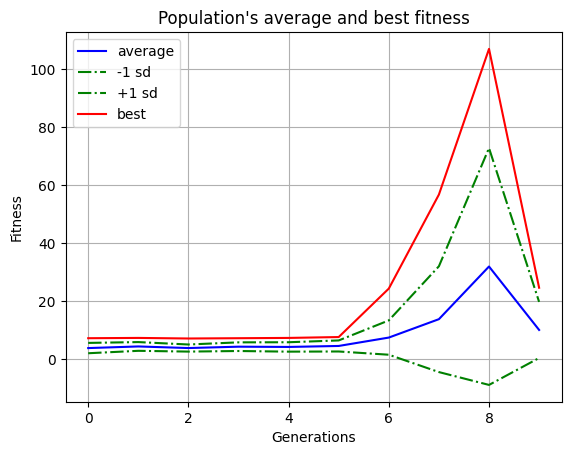 Population's average and best fitness
average
-1 sd
+1 sd
best
100
80
60
40
20
0
Fitness
0 2 4 6 8
Generations